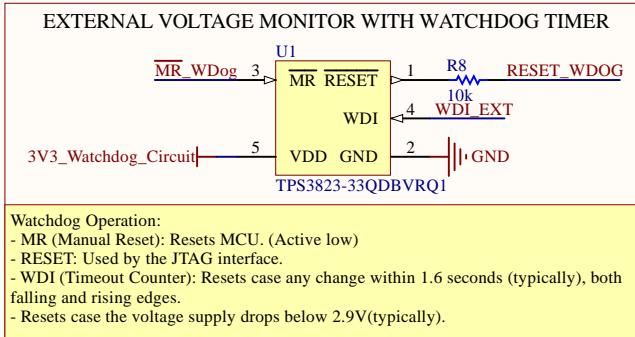 EXTERNAL VOLTAGE MONITOR WITH WATCHDOG TIMER
U1
MR_WDog 3 MR RESET 1 R8 RESET_WDOG
10k
WDI 4 WDI_EXT
3V3_Watchdog_Circuit 5 VDD GND 2 GND
TPS3823-33QDBVRQ1
Watchdog Operation:
- MR (Manual Reset): Resets MCU. (Active low)
- RESET: Used by the JTAG interface.
- WDI (Timeout Counter): Resets case any change within 1.6 seconds (typically), both
falling and rising edges.
- Resets case the voltage supply drops below 2.9V(typically).